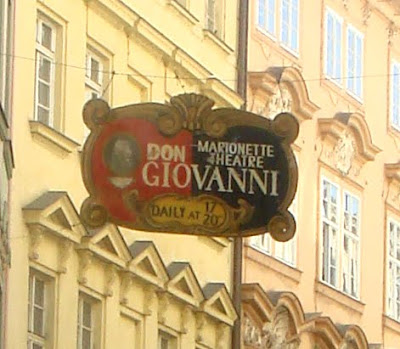 DON MARIONETTE
THEATRE
GIOVANNI
DAILY AT 17
20